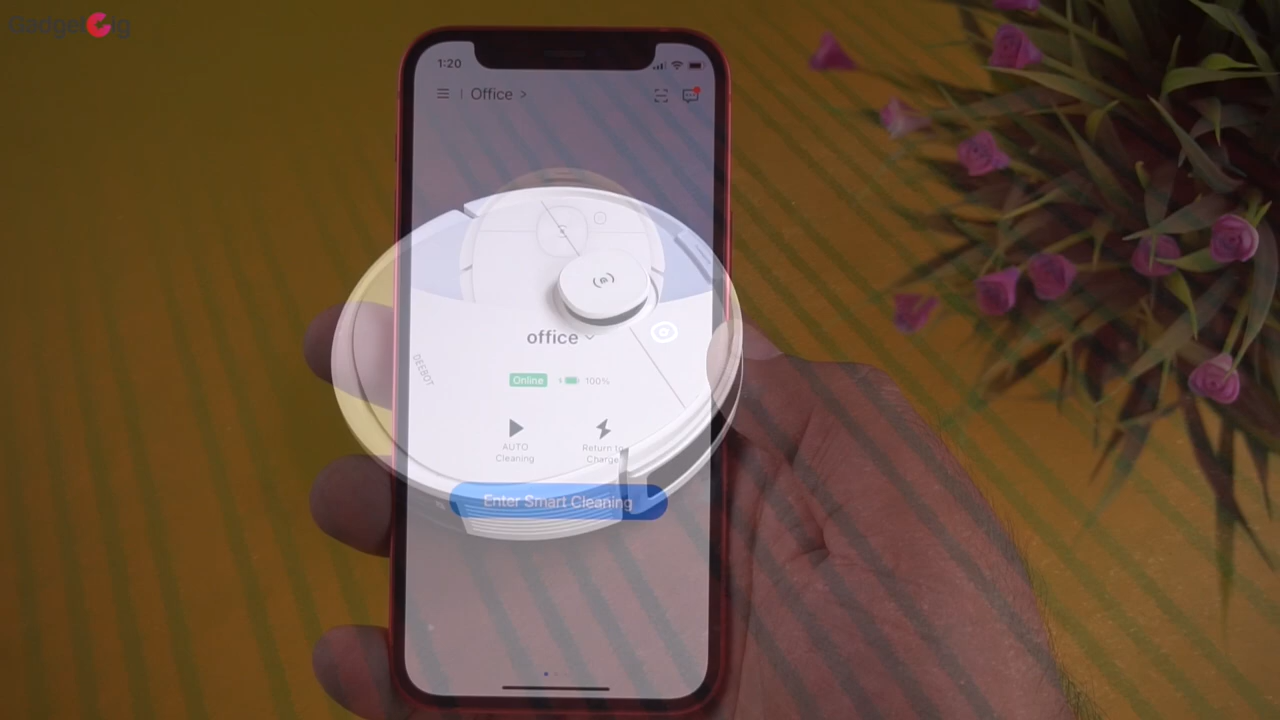 GadgetGig
1:20
Office >
DEEBOT
office
Online
100%
AUTO
Cleaning
Return to
Charge
Enter Smart Cleaning